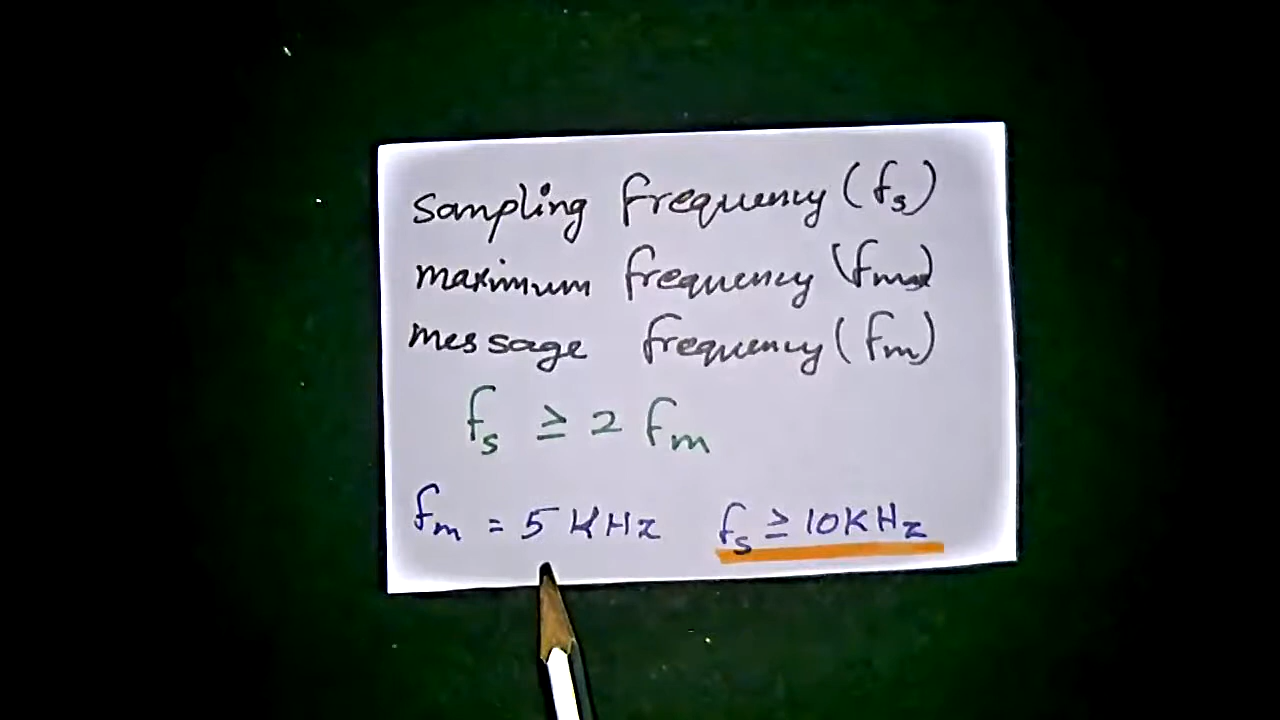 Sampling frequency (fs)
maximum frequency (fmax)
message frequency (fm)
fs ≥ 2 fm
fm = 5 KHz fs ≥ 10KHz